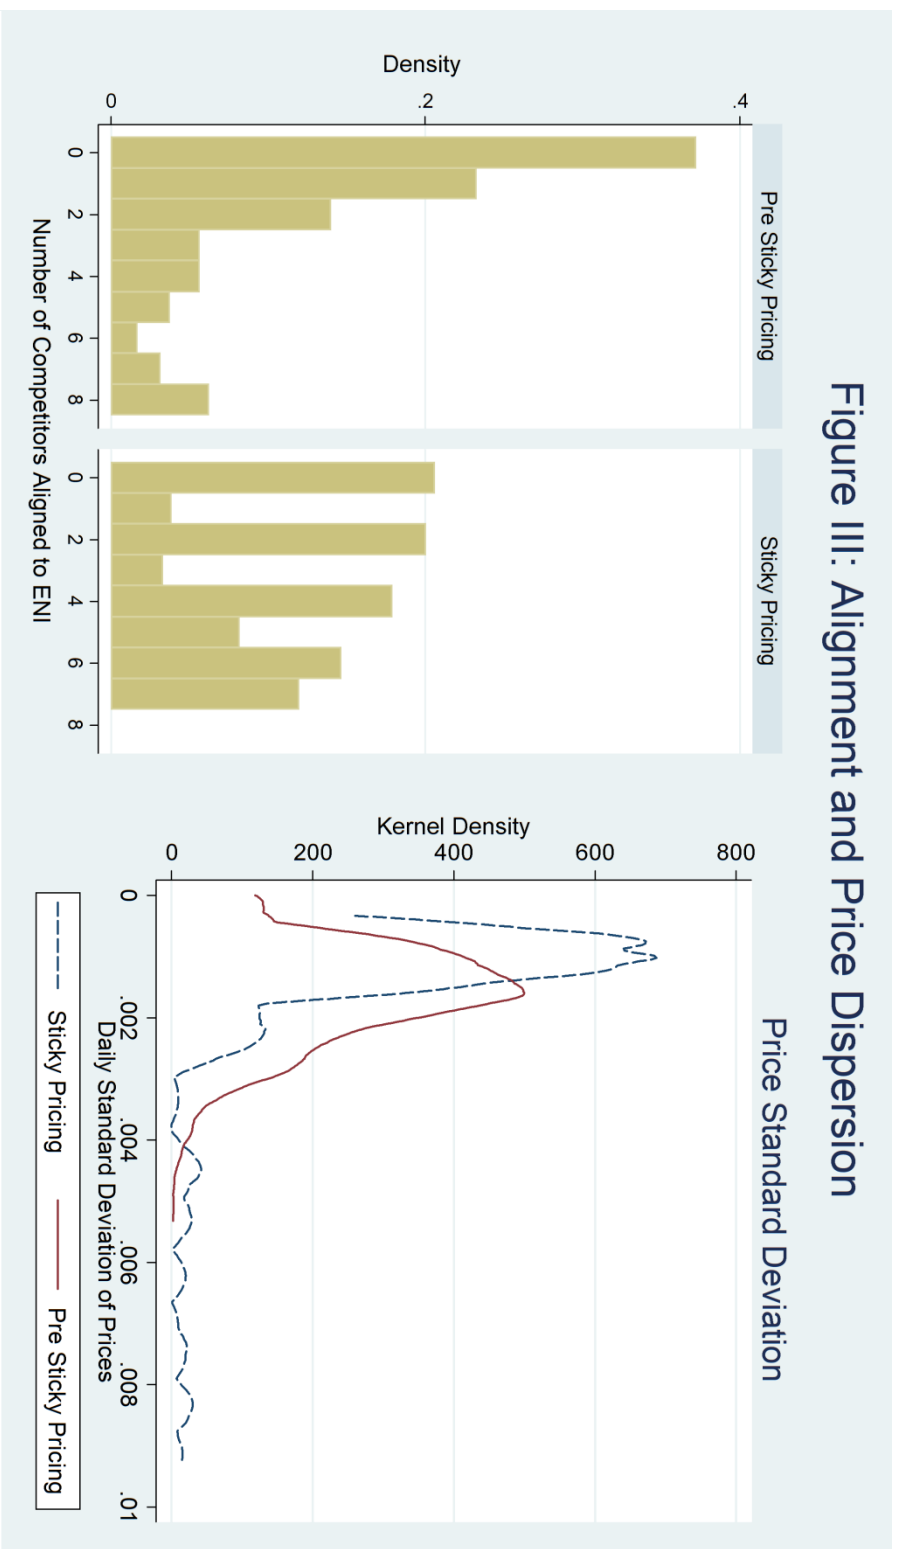 Figure III: Alignment and Price Dispersion
Pre Sticky Pricing
Sticky Pricing
Density
0
.2
.4
0
2
4
6
8
0
2
4
6
8
Number of Competitors Aligned to ENI
Price Standard Deviation
Kernel Density
0
200
400
600
800
0
.002
.004
.006
.008
.01
Daily Standard Deviation of Prices
Sticky Pricing
Pre Sticky Pricing